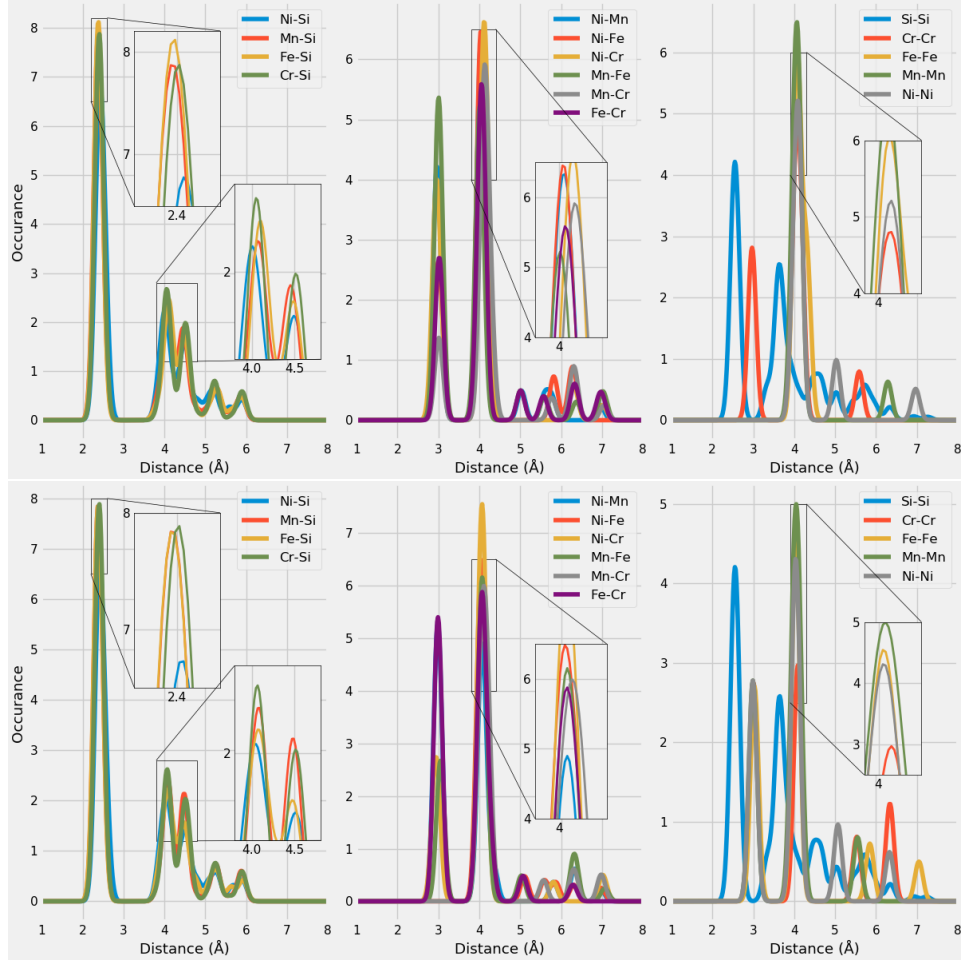 8
7
6
5
4
3
2
1
0
Occurance
1 2 3 4 5 6 7 8
Distance (Å)
Ni-Si
Mn-Si
Fe-Si
Cr-Si
8
7
2.4
2
4.0 4.5
6
5
4
3
2
1
0
1 2 3 4 5 6 7 8
Distance (Å)
Ni-Mn
Ni-Fe
Ni-Cr
Mn-Fe
Mn-Cr
Fe-Cr
6
5
4
4
6
5
4
3
2
1
0
1 2 3 4 5 6 7 8
Distance (Å)
Si-Si
Cr-Cr
Fe-Fe
Mn-Mn
Ni-Ni
6
5
4
4
8
7
6
5
4
3
2
1
0
Occurance
1 2 3 4 5 6 7 8
Distance (Å)
Ni-Si
Mn-Si
Fe-Si
Cr-Si
8
7
2.4
2
4.0 4.5
7
6
5
4
3
2
1
0
1 2 3 4 5 6 7 8
Distance (Å)
Ni-Mn
Ni-Fe
Ni-Cr
Mn-Fe
Mn-Cr
Fe-Cr
6
5
4
4
5
4
3
2
1
0
1 2 3 4 5 6 7 8
Distance (Å)
Si-Si
Cr-Cr
Fe-Fe
Mn-Mn
Ni-Ni
5
4
3
4